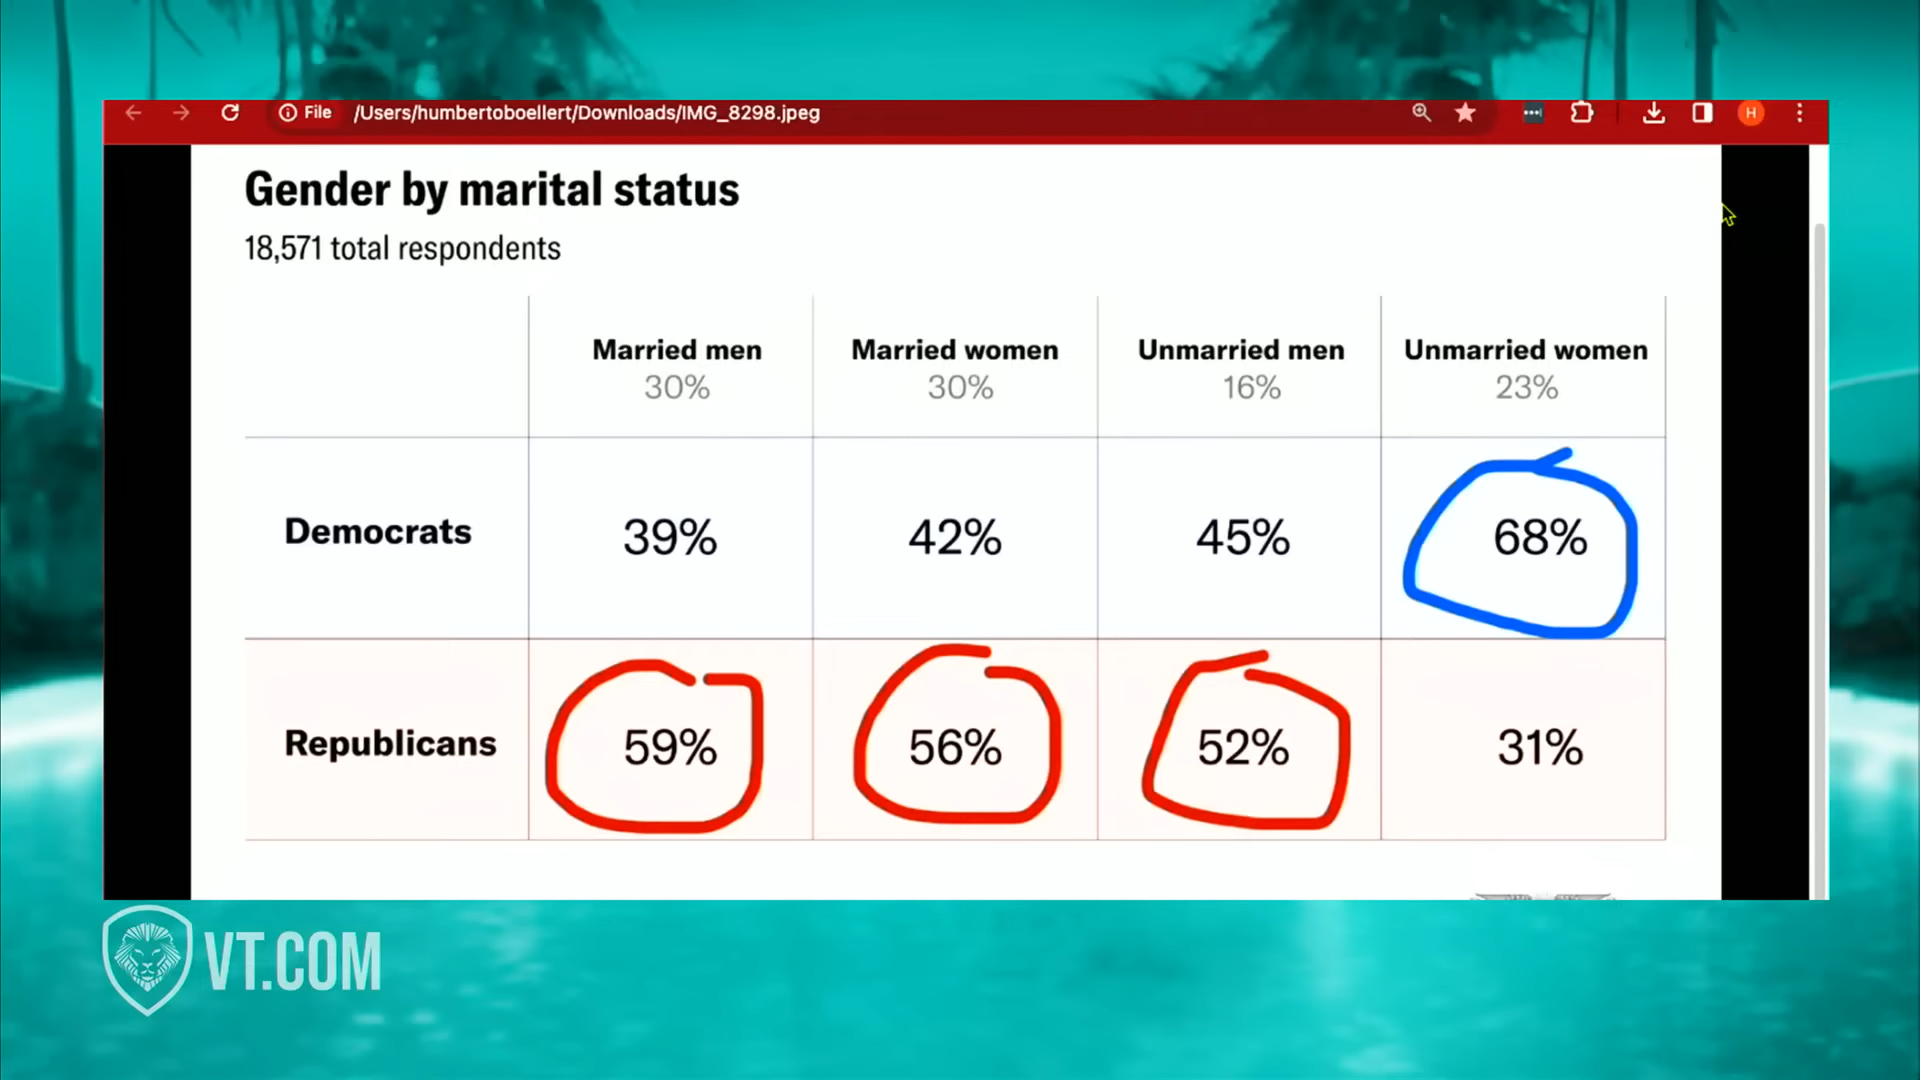 File /Users/humbertoboellert/Downloads/IMG_8298.jpeg
H
Gender by marital status
18,571 total respondents
Married men Married women Unmarried men Unmarried women
30% 30% 16% 23%
Democrats 39% 42% 45% 68%
Republicans 59% 56% 52% 31%
VT.COM